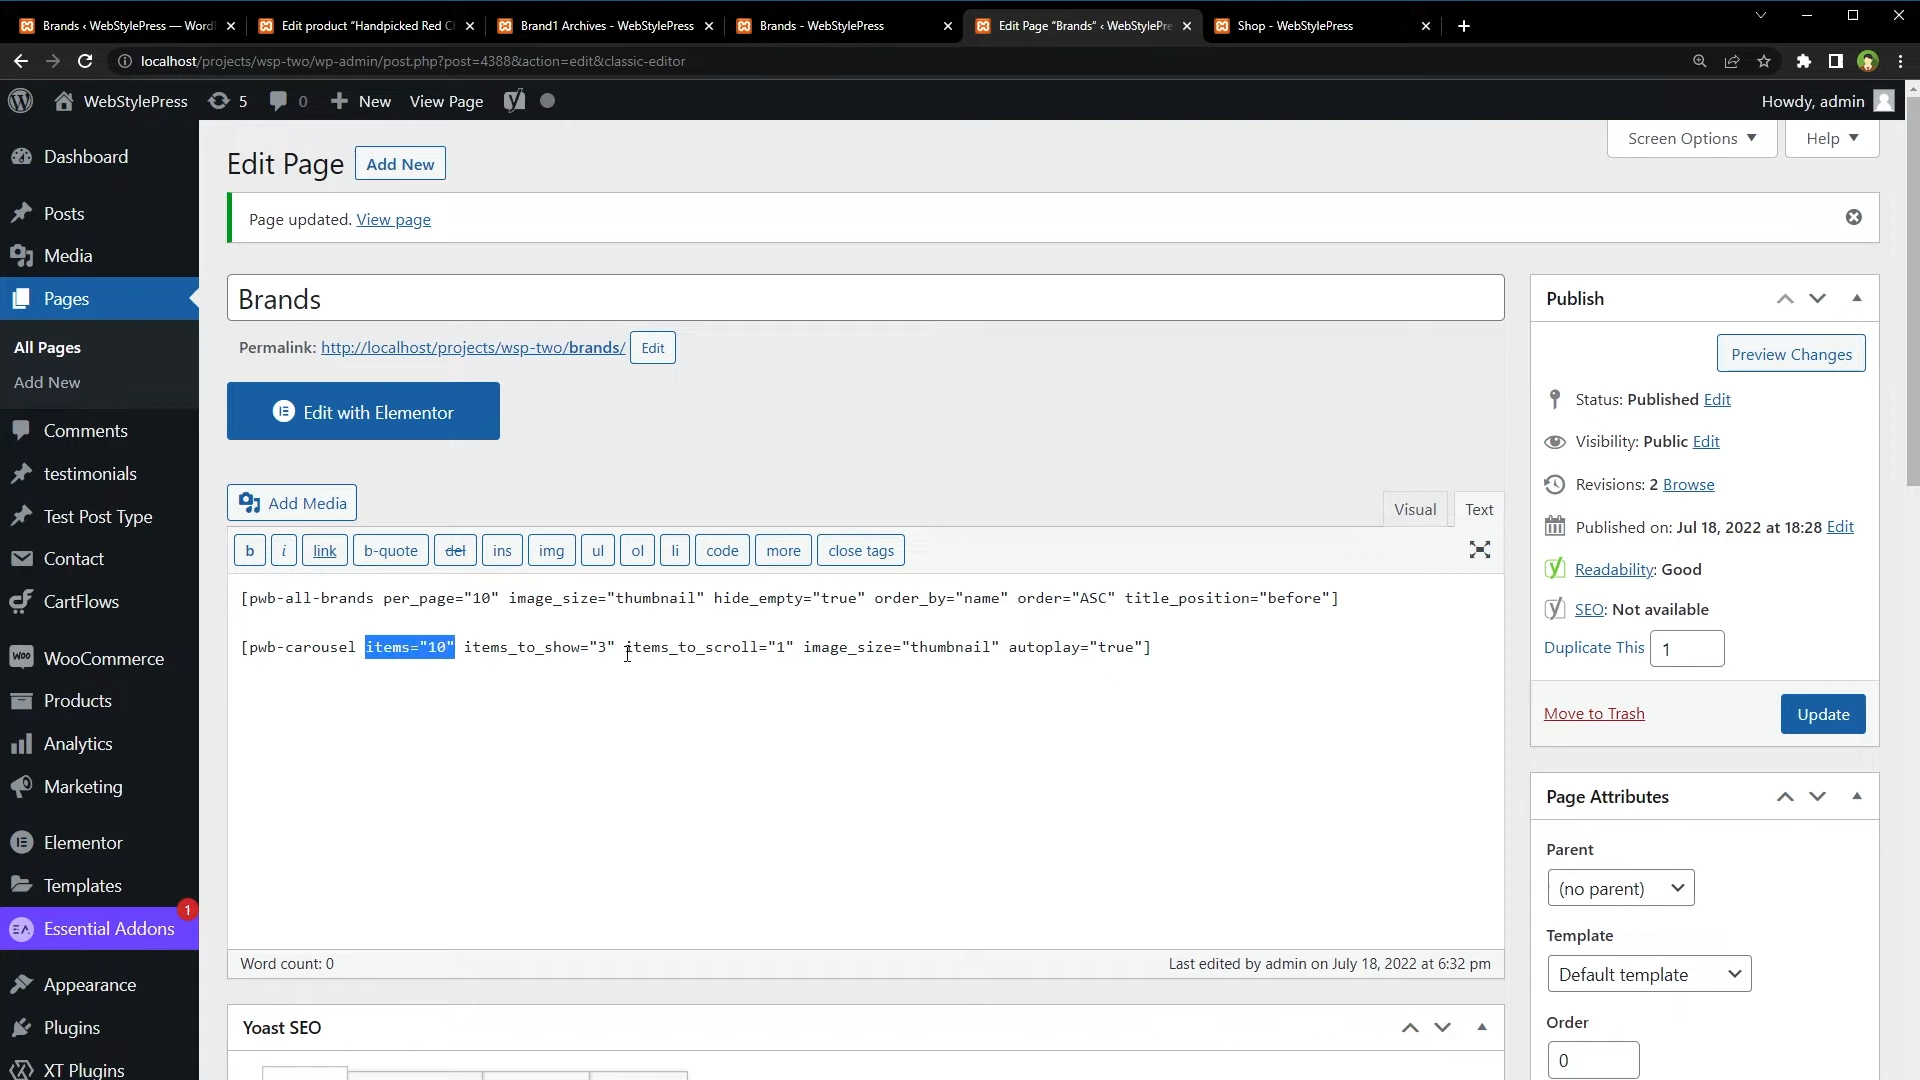 Brands ‹ WebStylePress — Word
Edit product “Handpicked Red Ch
Brand1 Archives - WebStylePress
Brands - WebStylePress
Edit Page “Brands” ‹ WebStylePre
Shop - WebStylePress
localhost/projects/wsp-two/wp-admin/post.php?post=4388&action=edit&classic-editor
WebStylePress
5
0
New
View Page
Howdy, admin
Dashboard
Posts
Media
Pages
All Pages
Add New
Comments
testimonials
Test Post Type
Contact
CartFlows
WooCommerce
Products
Analytics
Marketing
Elementor
Templates
Essential Addons
1
Appearance
Plugins
XT Plugins
Screen Options
Help
Edit Page
Add New
Page updated. View page
Brands
Permalink: http://localhost/projects/wsp-two/brands/
Edit
Edit with Elementor
Add Media
Visual
Text
b
i
link
b-quote
del
ins
img
ul
ol
li
code
more
close tags
[pwb-all-brands per_page="10" image_size="thumbnail" hide_empty="true" order_by="name" order="ASC" title_position="before"]
[pwb-carousel items="10" items_to_show="3" items_to_scroll="1" image_size="thumbnail" autoplay="true"]
Word count: 0
Last edited by admin on July 18, 2022 at 6:32 pm
Yoast SEO
Publish
Preview Changes
Status: Published Edit
Visibility: Public Edit
Revisions: 2 Browse
Published on: Jul 18, 2022 at 18:28 Edit
Readability: Good
SEO: Not available
Duplicate This
1
Move to Trash
Update
Page Attributes
Parent
(no parent)
Template
Default template
Order
0